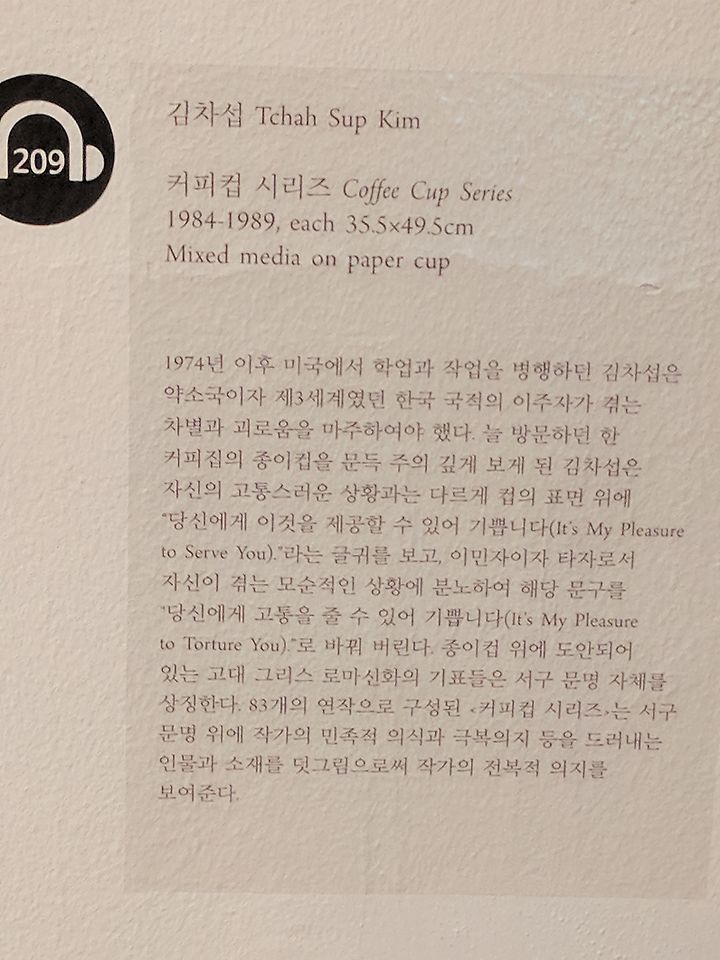 209
김차섭 Tchah Sup Kim
커피컵 시리즈 Coffee Cup Series
1984-1989, each 35.5×49.5cm
Mixed media on paper cup
1974년 이후 미국에서 학업과 작업을 병행하던 김차섭은
약소국이자 제3세계였던 한국 국적의 이주자가 겪는
차별과 괴로움을 마주하여야 했다. 늘 방문하던 한
커피집의 종이컵을 문득 주의 깊게 보게 된 김차섭은
자신의 고통스러운 상황과는 다르게 컵의 표면 위에
“당신에게 이것을 제공할 수 있어 기쁩니다(It's My Pleasure
to Serve You).”라는 글귀를 보고, 이민자이자 타자로서
자신이 겪는 모순적인 상황에 분노하여 해당 문구를
“당신에게 고통을 줄 수 있어 기쁩니다(It's My Pleasure
to Torture You).”로 바꿔 버린다. 종이컵 위에 도안되어
있는 고대 그리스 로마신화의 기표들은 서구 문명 자체를
상징한다. 83개의 연작으로 구성된 <커피컵 시리즈>는 서구
문명 위에 작가의 민족적 의식과 극복의지 등을 드러내는
인물과 소재를 덧그림으로써 작가의 전복적 의지를
보여준다.